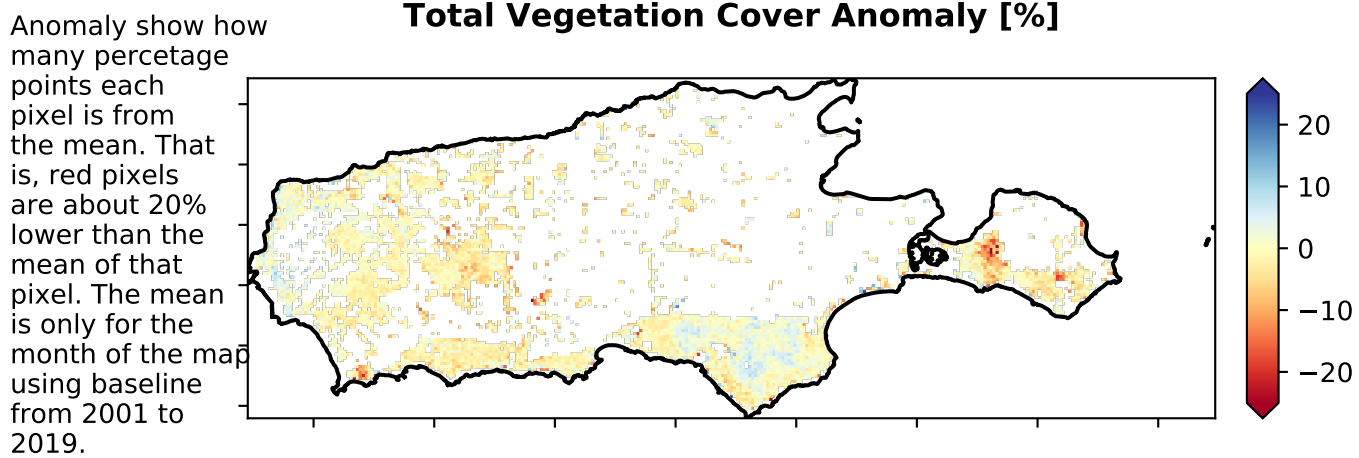 Total Vegetation Cover Anomaly [%]
Anomaly show how
many percetage
points each
pixel is from
the mean. That
is, red pixels
are about 20%
lower than the
mean of that
pixel. The mean
is only for the
month of the map
using baseline
from 2001 to
2019.
20
10
0
−10
−20